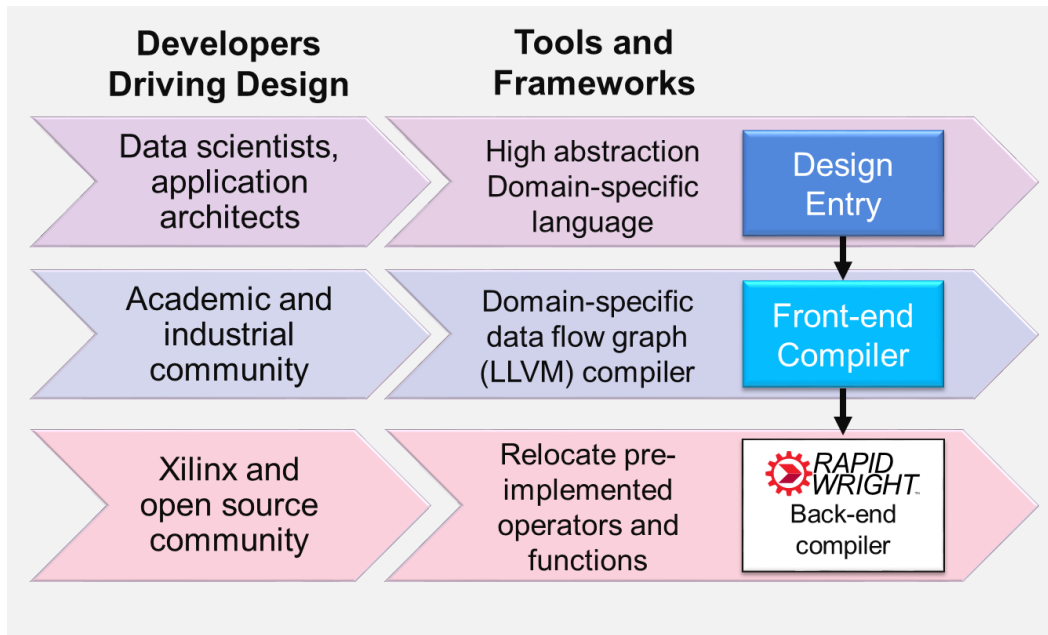 Developers
Driving Design
Tools and
Frameworks
Data scientists,
application
architects
High abstraction
Domain-specific
language
Design
Entry
Academic and
industrial
community
Domain-specific
data flow graph
(LLVM) compiler
Front-end
Compiler
Xilinx and
open source
community
Relocate pre-
implemented
operators and
functions
RAPID
WRIGHT™
Back-end
compiler